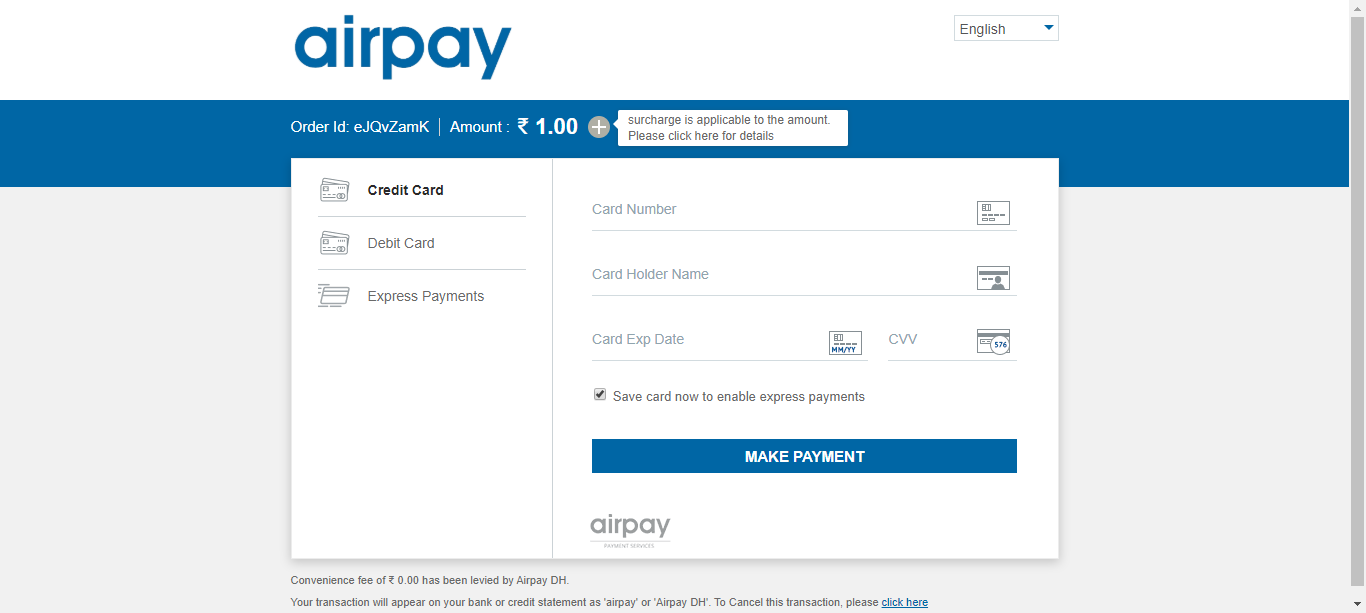 airpay
English
Order Id: eJQvZamK
Amount : ₹ 1.00
surcharge is applicable to the amount.
Please click here for details
Credit Card
Debit Card
Express Payments
Card Number
Card Holder Name
Card Exp Date
MM/YY
CVV
576
Save card now to enable express payments
MAKE PAYMENT
airpay
PAYMENT SERVICES
Convenience fee of ₹ 0.00 has been levied by Airpay DH.
Your transaction will appear on your bank or credit statement as 'airpay' or 'Airpay DH'. To Cancel this transaction, please click here